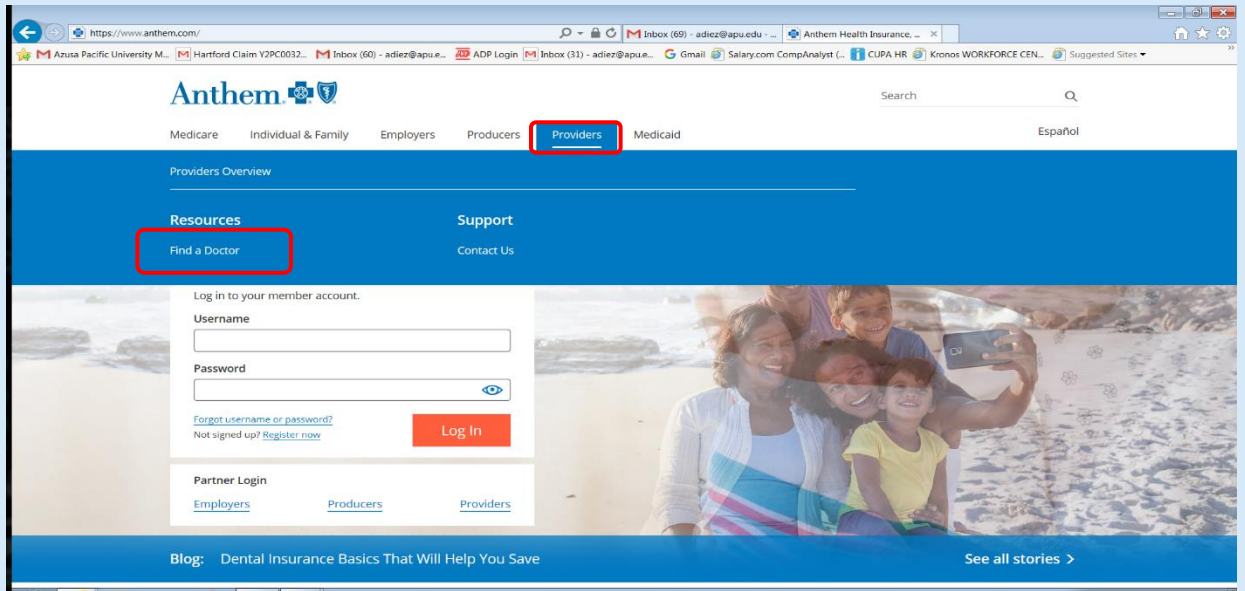 https://www.anthem.com/
Inbox (69) - adiez@apu.edu - ...
Anthem Health Insurance, ...
Azusa Pacific University M...
Hartford Claim Y2PC0032...
Inbox (60) - adiez@apu.e...
ADP Login
Inbox (31) - adiez@apu.e...
Gmail
Salary.com CompAnalyst (...
CUPA HR
Kronos WORKFORCE CEN...
Suggested Sites
Anthem.
Search
Medicare Individual & Family Employers Producers Providers Medicaid Español
Providers Overview
Resources Support
Find a Doctor Contact Us
Log in to your member account.
Username
Password
Forgot username or password?
Not signed up? Register now
Log In
Partner Login
Employers Producers Providers
Blog: Dental Insurance Basics That Will Help You Save See all stories >